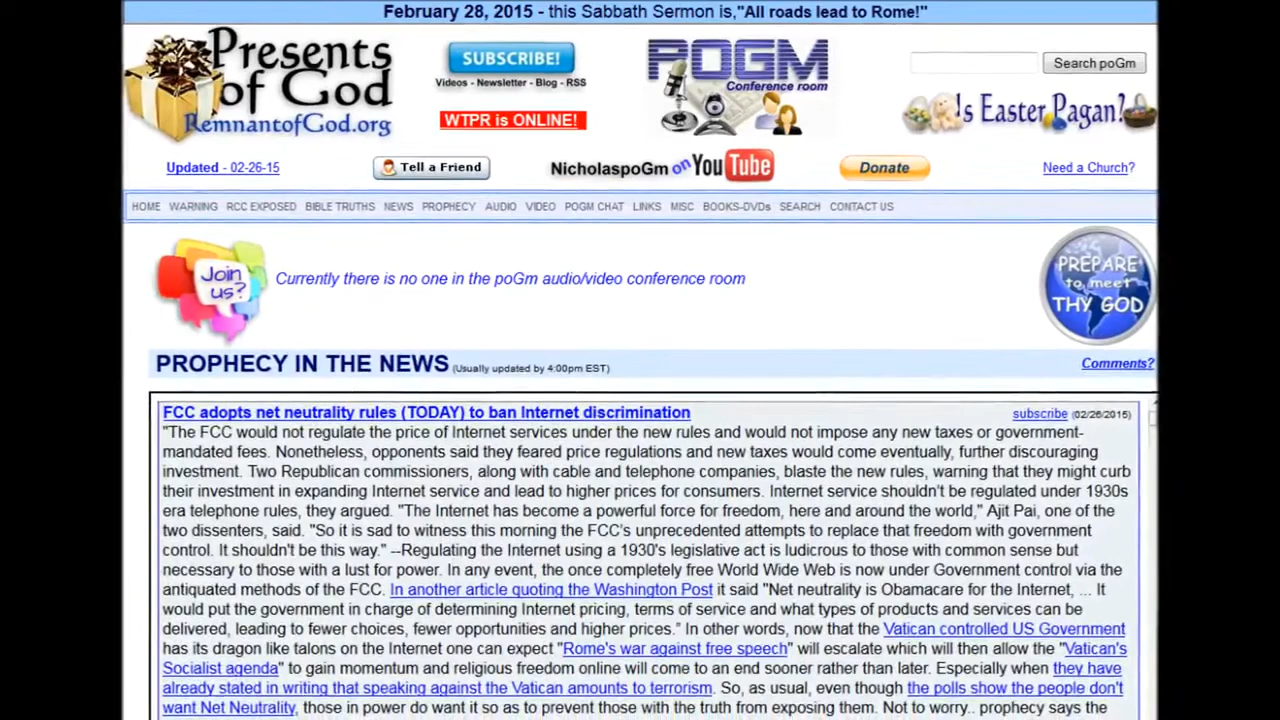 February 28, 2015 - this Sabbath Sermon is,"All roads lead to Rome!"
Presents of God
RemnantofGod.org
SUBSCRIBE!
Videos - Newsletter - Blog - RSS
WTPR is ONLINE!
POGM
Conference room
Search poGm
Is Easter Pagan?
Updated - 02-26-15
Tell a Friend
NicholaspoGm on YouTube
Donate
Need a Church?
HOME WARNING RCC EXPOSED BIBLE TRUTHS NEWS PROPHECY AUDIO VIDEO POGM CHAT LINKS MISC BOOKS-DVDs SEARCH CONTACT US
Join us?
Currently there is no one in the poGm audio/video conference room
PREPARE to meet THY GOD
PROPHECY IN THE NEWS (Usually updated by 4:00pm EST)
Comments?
FCC adopts net neutrality rules (TODAY) to ban Internet discrimination
subscribe (02/26/2015)
"The FCC would not regulate the price of Internet services under the new rules and would not impose any new taxes or government-
mandated fees. Nonetheless, opponents said they feared price regulations and new taxes would come eventually, further discouraging
investment. Two Republican commissioners, along with cable and telephone companies, blaste the new rules, warning that they might curb
their investment in expanding Internet service and lead to higher prices for consumers. Internet service shouldn't be regulated under 1930s
era telephone rules, they argued. "The Internet has become a powerful force for freedom, here and around the world," Ajit Pai, one of the
two dissenters, said. "So it is sad to witness this morning the FCC's unprecedented attempts to replace that freedom with government
control. It shouldn't be this way." --Regulating the Internet using a 1930's legislative act is ludicrous to those with common sense but
necessary to those with a lust for power. In any event, the once completely free World Wide Web is now under Government control via the
antiquated methods of the FCC. In another article quoting the Washington Post it said "Net neutrality is Obamacare for the Internet, ... It
would put the government in charge of determining Internet pricing, terms of service and what types of products and services can be
delivered, leading to fewer choices, fewer opportunities and higher prices." In other words, now that the Vatican controlled US Government
has its dragon like talons on the Internet one can expect "Rome's war against free speech" will escalate which will then allow the "Vatican's
Socialist agenda" to gain momentum and religious freedom online will come to an end sooner rather than later. Especially when they have
already stated in writing that speaking against the Vatican amounts to terrorism. So, as usual, even though the polls show the people don't
want Net Neutrality, those in power do want it so as to prevent those with the truth from exposing them. Not to worry.. prophecy says the